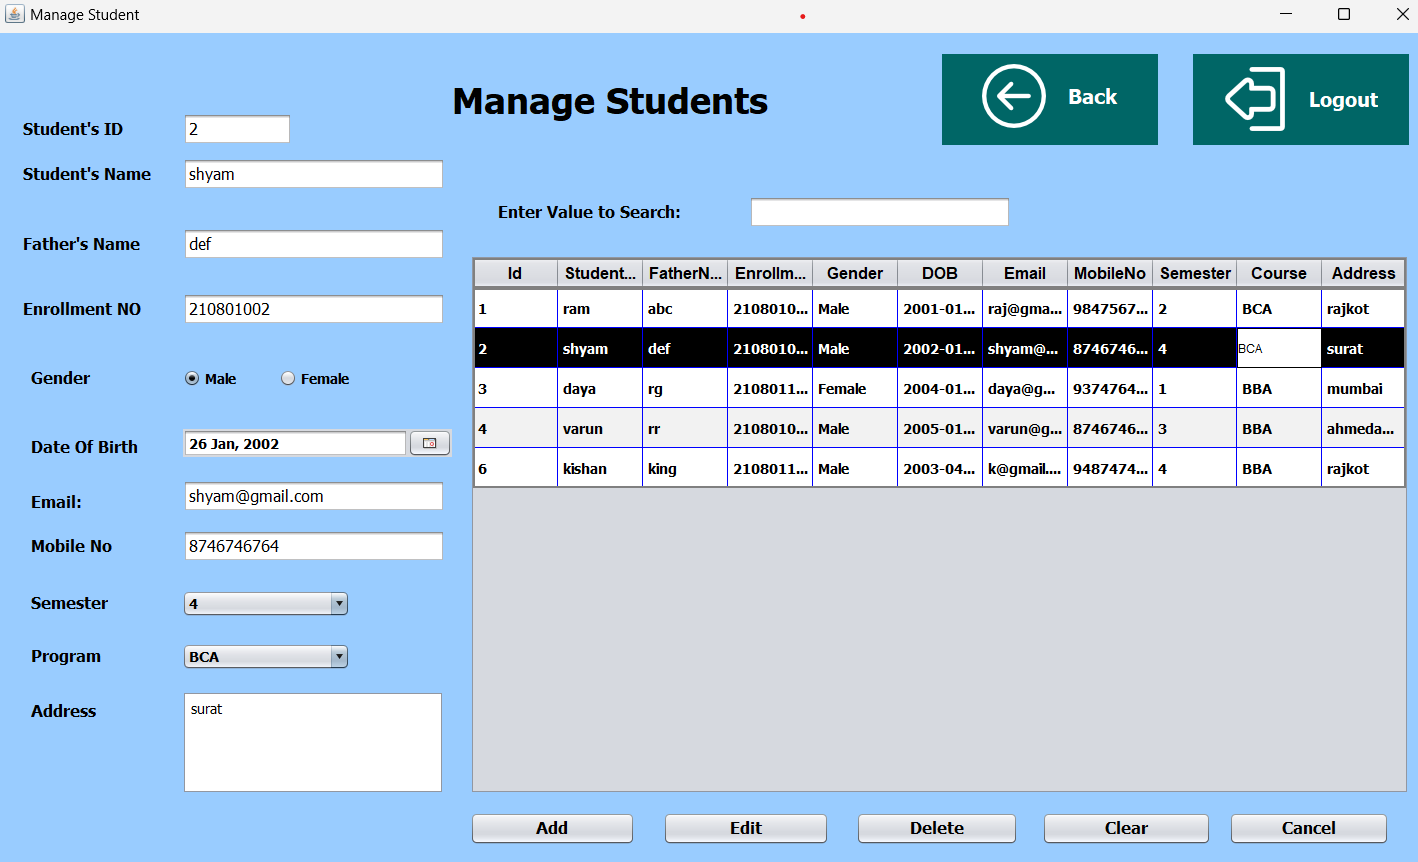 Manage Student
Manage Students
Back
Logout
Student's ID 2
Student's Name shyam
Enter Value to Search:
Father's Name def
Enrollment NO 210801002
Gender Male Female
Date Of Birth 26 Jan, 2002
Email: shyam@gmail.com
Mobile No 8746746764
Semester 4
Program BCA
Address surat
Id Student... FatherN... Enrollm... Gender DOB Email MobileNo Semester Course Address
1 ram abc 2108010... Male 2001-01... raj@gma... 9847567... 2 BCA rajkot
2 shyam def 2108010... Male 2002-01... shyam@... 8746746... 4 BCA surat
3 daya rg 2108011... Female 2004-01... daya@g... 9374764... 1 BBA mumbai
4 varun rr 2108010... Male 2005-01... varun@g... 8746746... 3 BBA ahmeda...
6 kishan king 2108011... Male 2003-04... k@gmail.... 9487474... 4 BBA rajkot
Add Edit Delete Clear Cancel